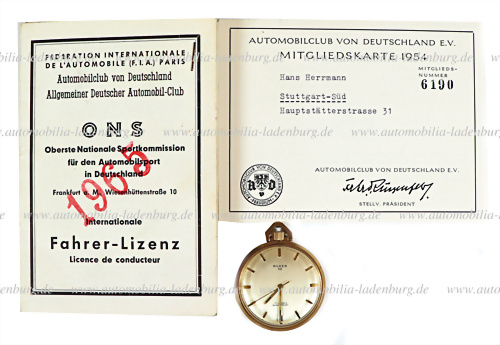 FEDERATION INTERNATIONALE
DE L'AUTOMOBILE (F.I.A.) PARIS
Automobilclub von Deutschland
Allgemeiner Deutscher Automobil-Club
ONS
Oberste Nationale Sportkommission
für den Automobilsport
in Deutschland
Frankfurt a. M. Wiesenhüttenstraße 10
1965
Internationale
Fahrer-Lizenz
Licence de conducteur
AUTOMOBILCLUB VON DEUTSCHLAND E.V.
MITGLIEDSKARTE 1954
MITGLIEDS-
NUMMER
6190
Hans Herrmann
Stuttgart-Süd
Hauptstätterstrasse 31
AUTOMOBILCLUB VON DEUTSCHLAND E.V.
STELLV. PRÄSIDENT
www.automobilia-ladenburg.de